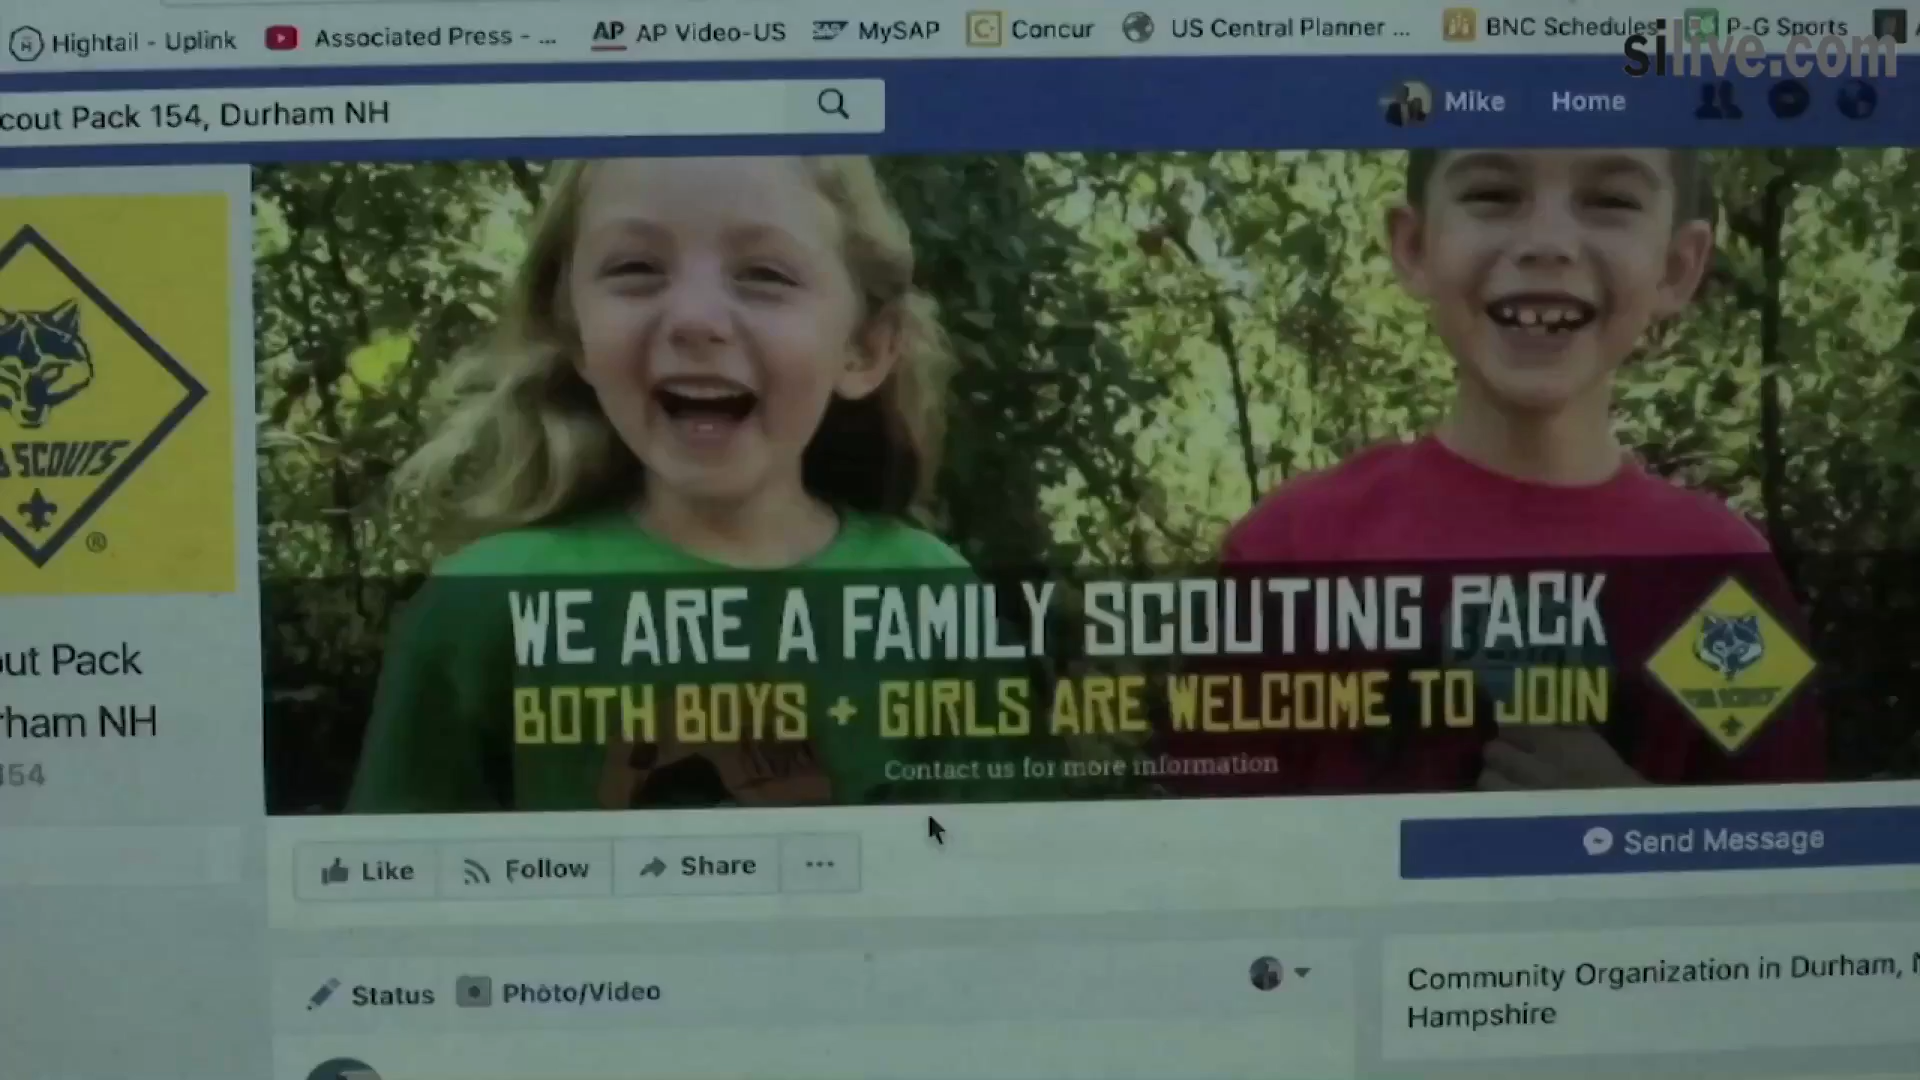 Hightail - Uplink
Associated Press - ...
AP AP Video-US
MySAP
Concur
US Central Planner ...
BNC Schedules
P-G Sports
silive.com
cout Pack 154, Durham NH
Mike
Home
SCOUTS
®
out Pack
rham NH
154
WE ARE A FAMILY SCOUTING PACK
BOTH BOYS + GIRLS ARE WELCOME TO JOIN
Contact us for more information
Like
Follow
Share
...
Send Message
Status
Photo/Video
Community Organization in Durham, N
Hampshire